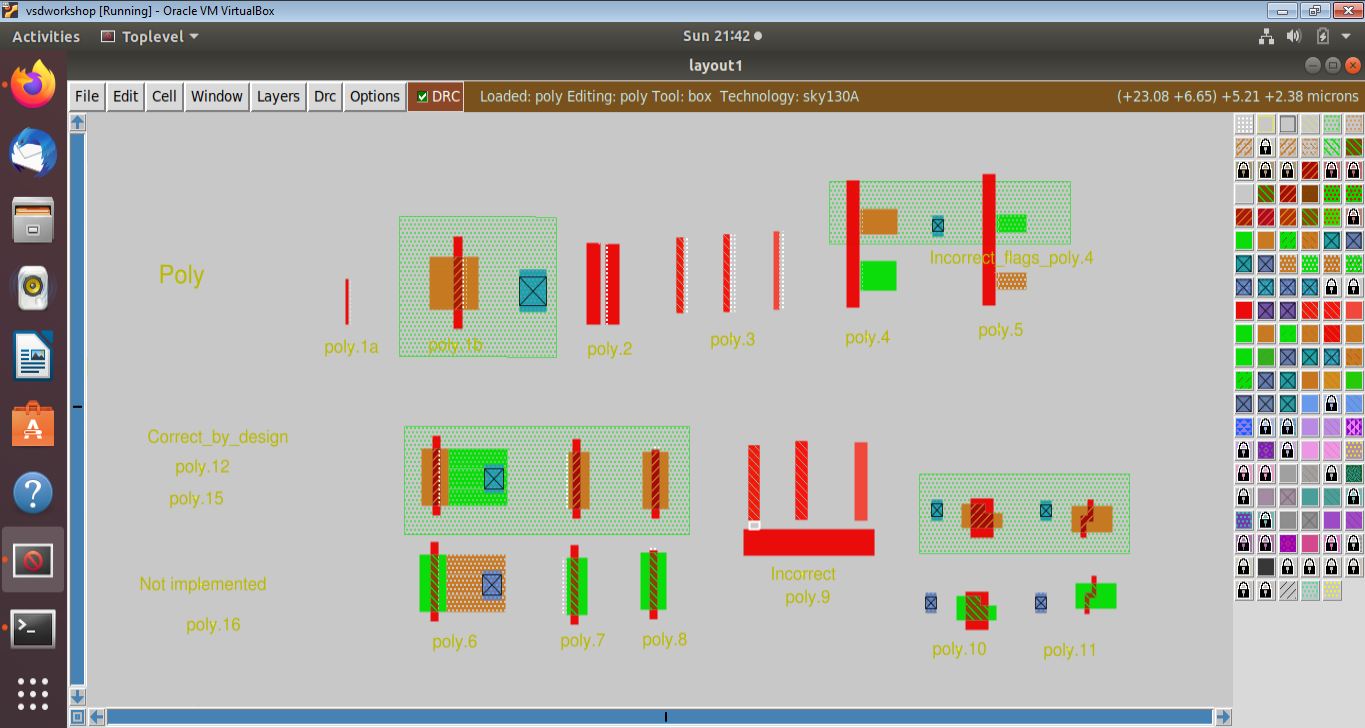 vsdworkshop [Running] - Oracle VM VirtualBox
Activities Toplevel Sun 21:42
layout1
File Edit Cell Window Layers Drc Options DRC Loaded: poly Editing: poly Tool: box Technology: sky130A (+23.08 +6.65) +5.21 +2.38 microns
Poly
Incorrect_flags_poly.4
poly.1a
poly.1b
poly.2
poly.3
poly.4
poly.5
Correct_by_design
poly.12
poly.15
Not implemented
poly.16
poly.6
poly.7
poly.8
Incorrect
poly.9
poly.10
poly.11